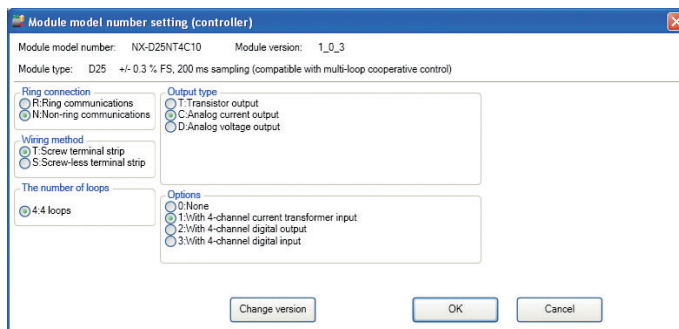 Module model number setting (controller)
Module model number: NX-D25NT4C10 Module version: 1_0_3
Module type: D25 +/- 0.3 % FS, 200 ms sampling (compatible with multi-loop cooperative control)
Ring connection
R:Ring communications
N:Non-ring communications
Wiring method
T:Screw terminal strip
S:Screw-less terminal strip
The number of loops
4:4 loops
Output type
T:Transistor output
C:Analog current output
D:Analog voltage output
Options
0:None
1:With 4-channel current transformer input
2:With 4-channel digital output
3:With 4-channel digital input
Change version OK Cancel